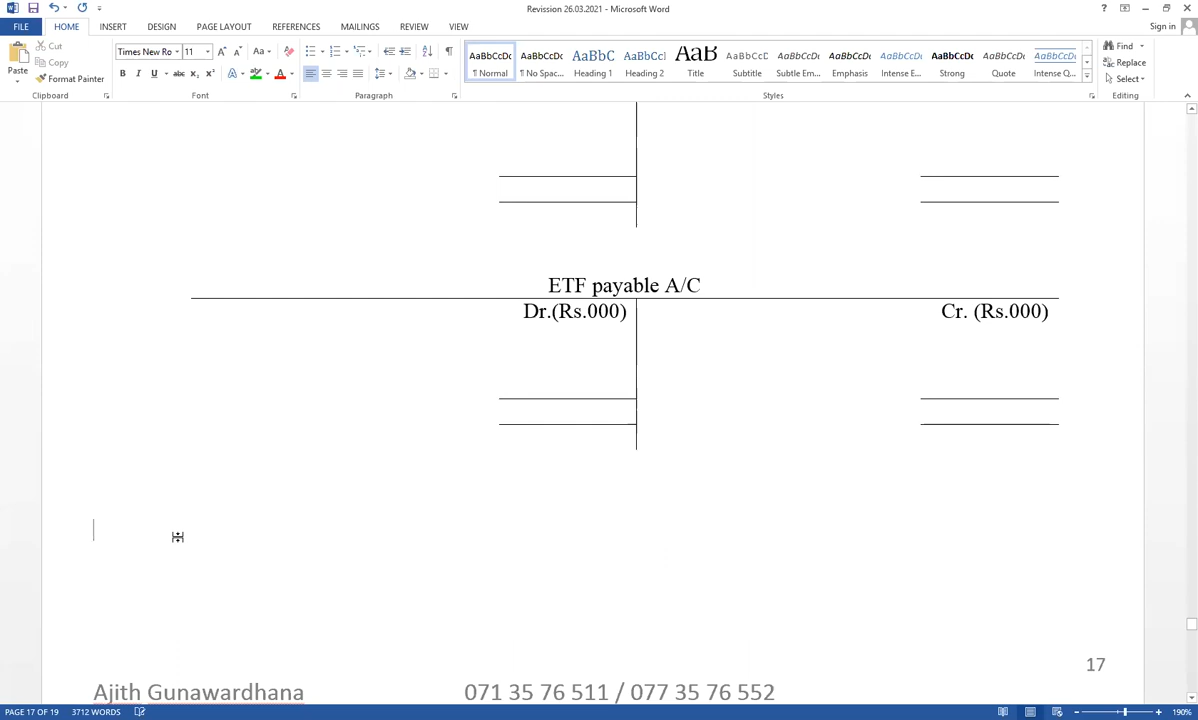 Revission 26.03.2021 - Microsoft Word
Sign in
FILE HOME INSERT DESIGN PAGE LAYOUT REFERENCES MAILINGS REVIEW VIEW
Paste
Cut
Copy
Format Painter
Clipboard
Times New Ro 11
Font
Paragraph
AaBbCcDc AaBbCcDc AaBbC AaBbCcl AaB AaBbCcD AaBbCcDc AaBbCcDc AaBbCcDc AaBbCcDc AaBbCcDc AaBbCcDc
¶ Normal ¶ No Spac... Heading 1 Heading 2 Title Subtitle Subtle Em... Emphasis Intense E... Strong Quote Intense Q...
Styles
Find
Replace
Select
Editing
ETF payable A/C
Dr.(Rs.000) Cr. (Rs.000)
17
Ajith Gunawardhana 071 35 76 511 / 077 35 76 552
PAGE 17 OF 19 3712 WORDS 190%